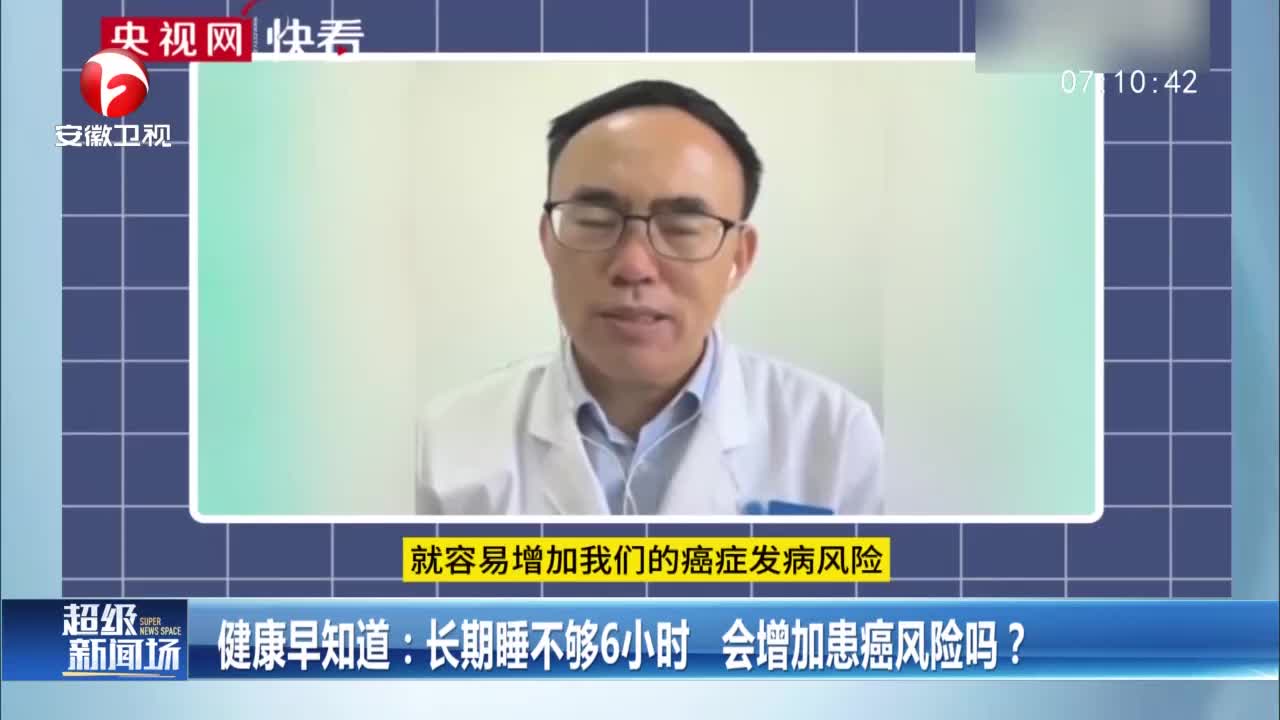 央视网 快看
安徽卫视
07:10:42
就容易增加我们的癌症发病风险
超级
新闻场
SUPER
NEWS SPACE
健康早知道：长期睡不够6小时 会增加患癌风险吗？